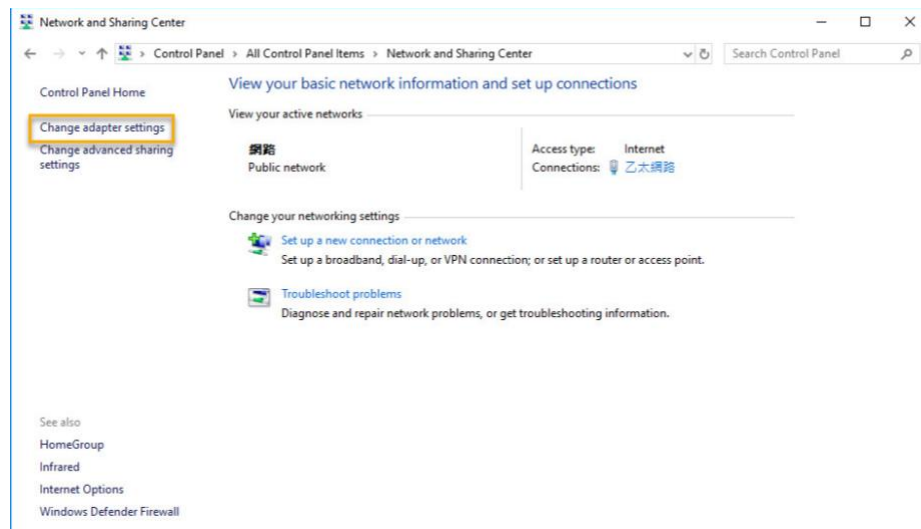 Network and Sharing Center
Control Panel > All Control Panel Items > Network and Sharing Center
Search Control Panel
Control Panel Home
Change adapter settings
Change advanced sharing
settings
View your basic network information and set up connections
View your active networks
網路
Public network
Access type: Internet
Connections: 乙太網路
Change your networking settings
Set up a new connection or network
Set up a broadband, dial-up, or VPN connection; or set up a router or access point.
Troubleshoot problems
Diagnose and repair network problems, or get troubleshooting information.
See also
HomeGroup
Infrared
Internet Options
Windows Defender Firewall